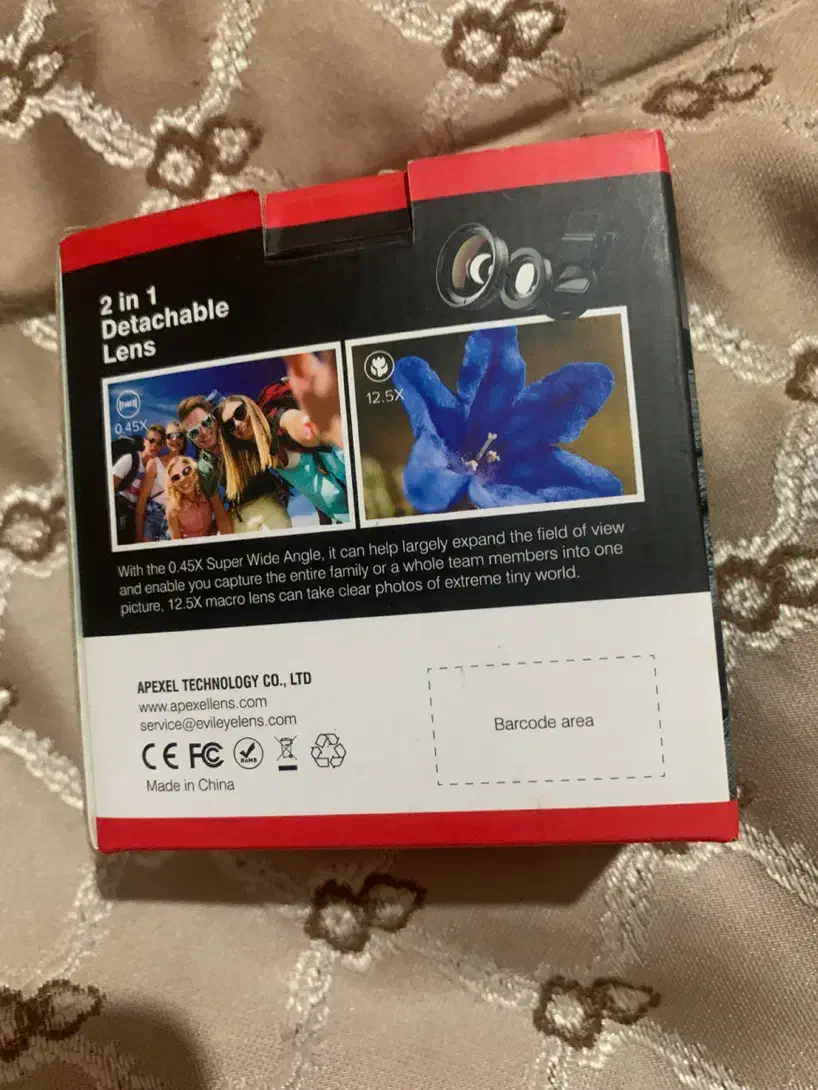 2 in 1
Detachable
Lens
0.45X
12.5X
With the 0.45X Super Wide Angle, it can help largely expand the field of view
and enable you capture the entire family or a whole team members into one
picture, 12.5X macro lens can take clear photos of extreme tiny world.
APEXEL TECHNOLOGY CO., LTD
www.apexellens.com
service@evileyelens.com
CE FC RoHS
Made in China
Barcode area